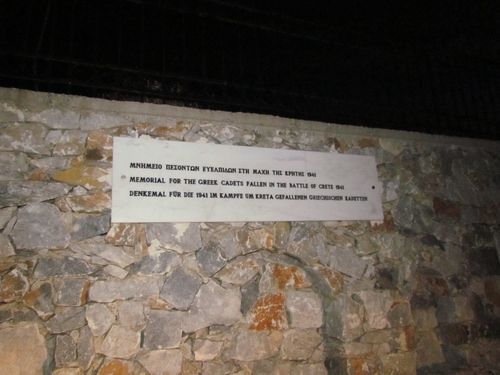 ΜΝΗΜΕΙΟ ΠΕΣΟΝΤΩΝ ΕΥΕΛΠΙΔΩΝ ΣΤΗ ΜΑΧΗ ΤΗΣ ΚΡΗΤΗΣ 1941
MEMORIAL FOR THE GREEK CADETS FALLEN IN THE BATTLE OF CRETE 1941
DENKEMAL FÜR DIE 1941 IM KAMPFE UM KRETA GEFALLENEN GRIECHISCHEN KADETTEN